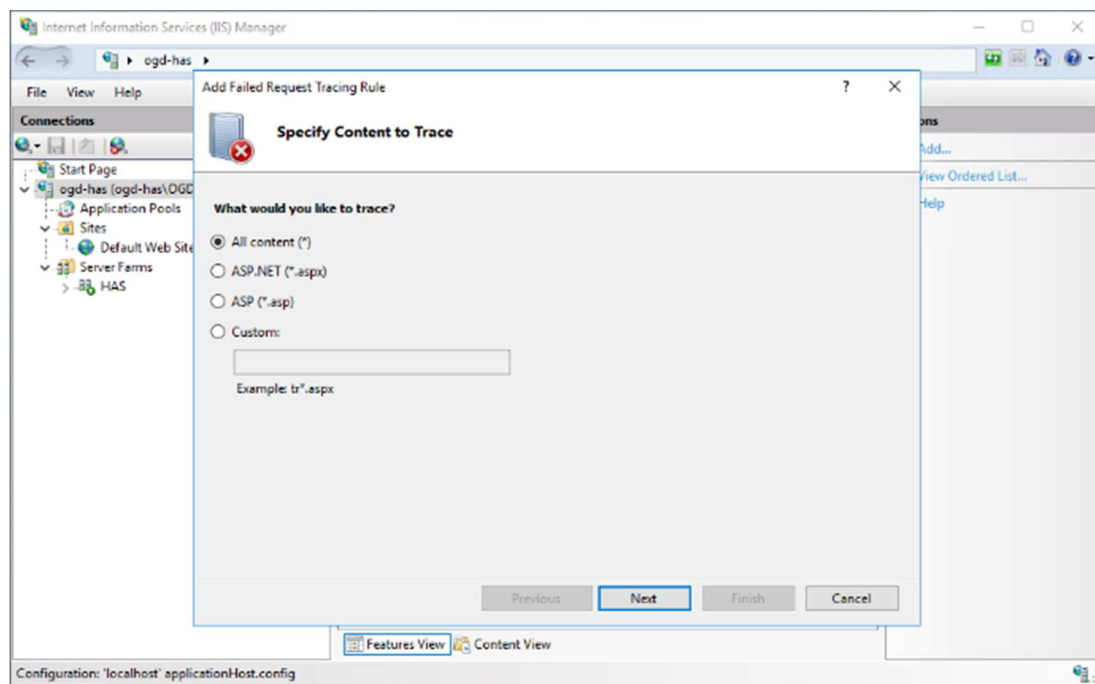 Internet Information Services (IIS) Manager
ogd-has
File View Help
Add Failed Request Tracing Rule
?
Connections
Specify Content to Trace
Start Page
ogd-has (ogd-has\OGD
Application Pools
Sites
Default Web Site
Server Farms
HAS
What would you like to trace?
All content (*)
ASP.NET (*.aspx)
ASP (*.asp)
Custom:
Example: tr*.aspx
Previous Next Finish Cancel
ons
Add...
View Ordered List...
Help
Features View Content View
Configuration: 'localhost' applicationHost.config